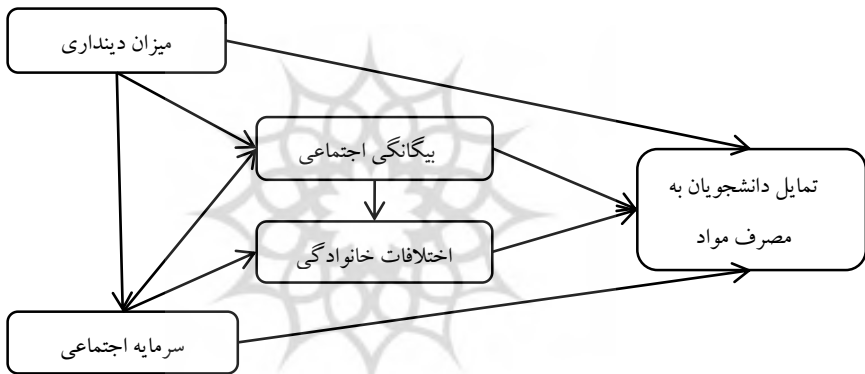 میزان دینداری
بیگانگی اجتماعی
تمایل دانشجویان به
مصرف مواد
اختلافات خانوادگی
سرمایه اجتماعی